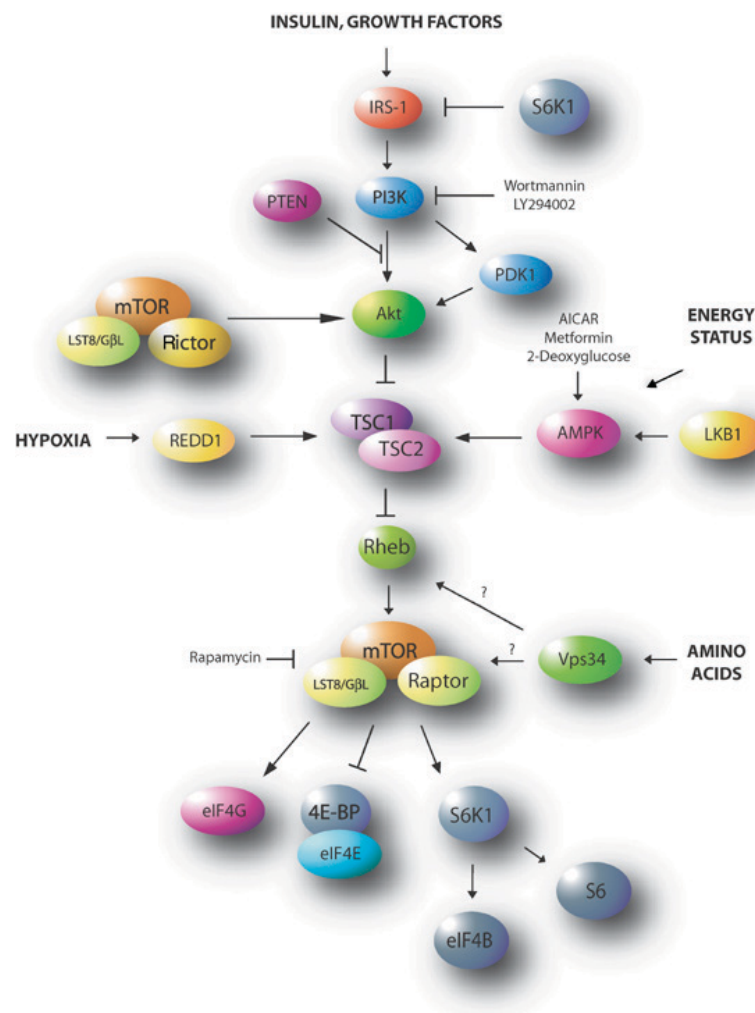 INSULIN, GROWTH FACTORS
IRS-1
S6K1
PTEN
PI3K
Wortmannin
LY294002
PDK1
mTOR
LST8/GβL
Rictor
Akt
AICAR
Metformin
2-Deoxyglucose
ENERGY
STATUS
HYPOXIA
REDD1
TSC1
TSC2
AMPK
LKB1
Rheb
?
Rapamycin
mTOR
LST8/GβL
Raptor
?
Vps34
AMINO
ACIDS
eIF4G
4E-BP
eIF4E
S6K1
S6
eIF4B